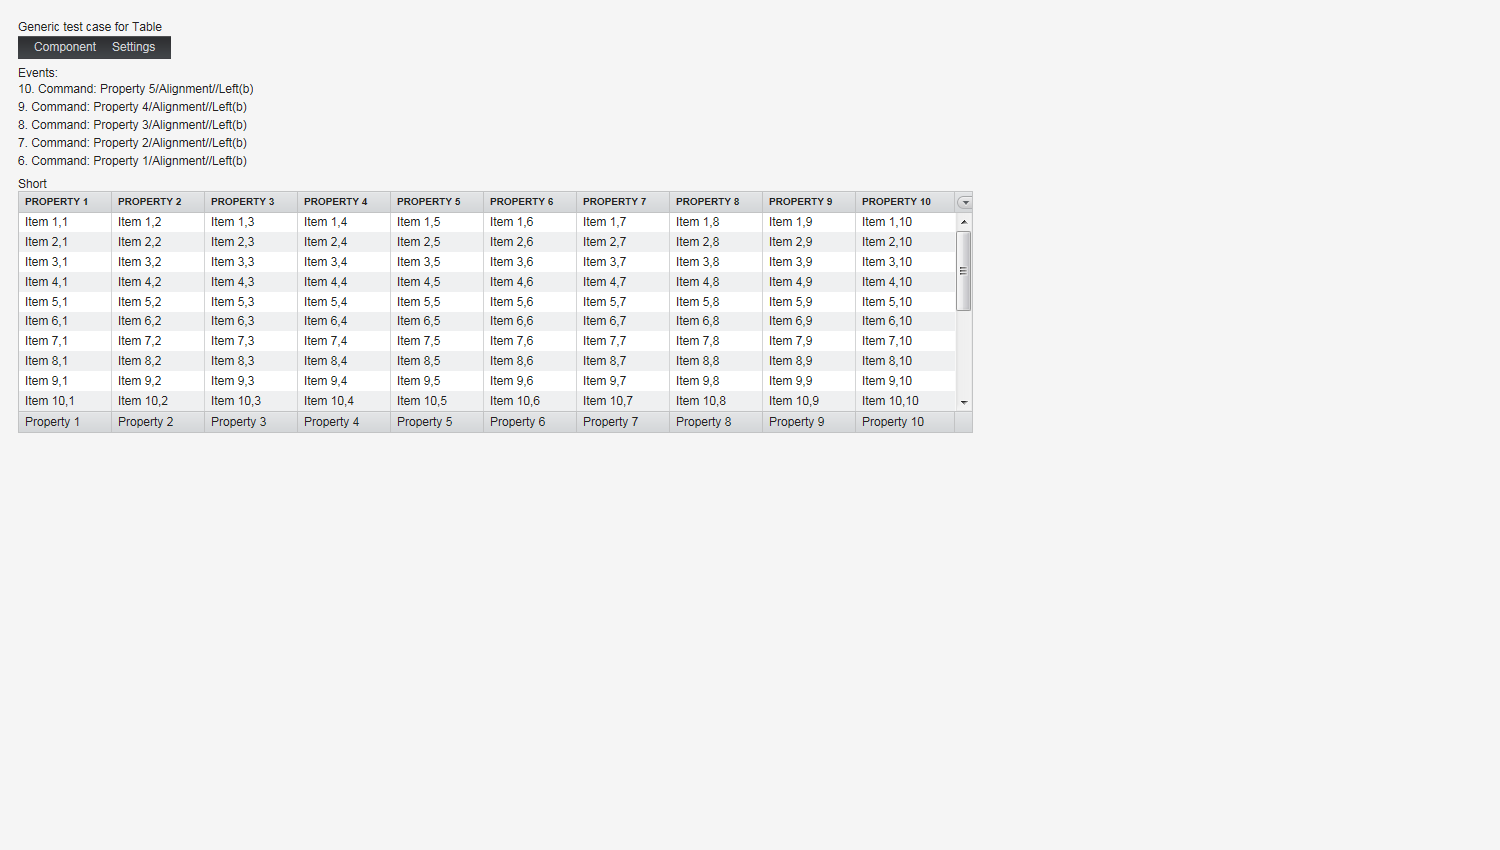 Generic test case for Table
Component Settings
Events:
10. Command: Property 5/Alignment//Left(b)
9. Command: Property 4/Alignment//Left(b)
8. Command: Property 3/Alignment//Left(b)
7. Command: Property 2/Alignment//Left(b)
6. Command: Property 1/Alignment//Left(b)
Short
PROPERTY 1 PROPERTY 2 PROPERTY 3 PROPERTY 4 PROPERTY 5 PROPERTY 6 PROPERTY 7 PROPERTY 8 PROPERTY 9 PROPERTY 10
Item 1,1 Item 1,2 Item 1,3 Item 1,4 Item 1,5 Item 1,6 Item 1,7 Item 1,8 Item 1,9 Item 1,10
Item 2,1 Item 2,2 Item 2,3 Item 2,4 Item 2,5 Item 2,6 Item 2,7 Item 2,8 Item 2,9 Item 2,10
Item 3,1 Item 3,2 Item 3,3 Item 3,4 Item 3,5 Item 3,6 Item 3,7 Item 3,8 Item 3,9 Item 3,10
Item 4,1 Item 4,2 Item 4,3 Item 4,4 Item 4,5 Item 4,6 Item 4,7 Item 4,8 Item 4,9 Item 4,10
Item 5,1 Item 5,2 Item 5,3 Item 5,4 Item 5,5 Item 5,6 Item 5,7 Item 5,8 Item 5,9 Item 5,10
Item 6,1 Item 6,2 Item 6,3 Item 6,4 Item 6,5 Item 6,6 Item 6,7 Item 6,8 Item 6,9 Item 6,10
Item 7,1 Item 7,2 Item 7,3 Item 7,4 Item 7,5 Item 7,6 Item 7,7 Item 7,8 Item 7,9 Item 7,10
Item 8,1 Item 8,2 Item 8,3 Item 8,4 Item 8,5 Item 8,6 Item 8,7 Item 8,8 Item 8,9 Item 8,10
Item 9,1 Item 9,2 Item 9,3 Item 9,4 Item 9,5 Item 9,6 Item 9,7 Item 9,8 Item 9,9 Item 9,10
Item 10,1 Item 10,2 Item 10,3 Item 10,4 Item 10,5 Item 10,6 Item 10,7 Item 10,8 Item 10,9 Item 10,10
Property 1 Property 2 Property 3 Property 4 Property 5 Property 6 Property 7 Property 8 Property 9 Property 10